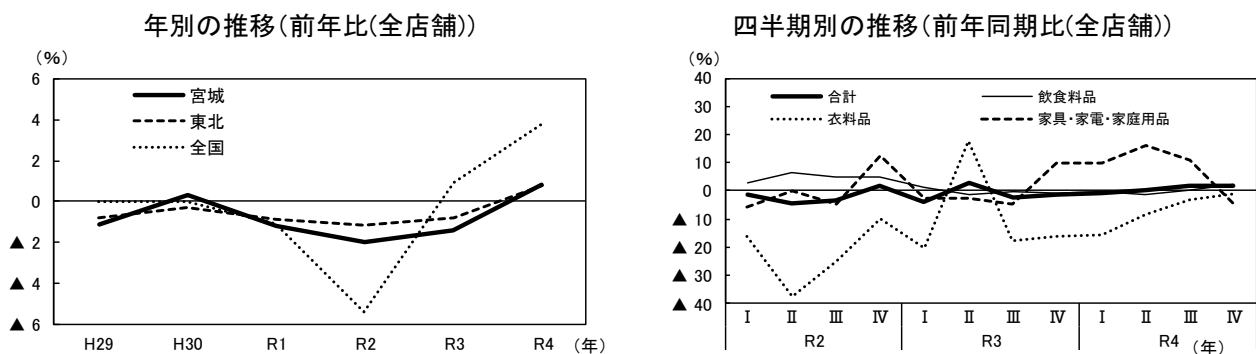 年別の推移(前年比(全店舗))
(%)
6
4
2
0
▲ 2
▲ 4
▲ 6
宮城
東北
全国
H29 H30 R1 R2 R3 R4 (年)
四半期別の推移(前年同期比(全店舗))
(%)
40
30
20
10
0
▲ 10
▲ 20
▲ 30
▲ 40
合計 飲食料品
衣料品 家具・家電・家庭用品
Ⅰ Ⅱ Ⅲ Ⅳ Ⅰ Ⅱ Ⅲ Ⅳ Ⅰ Ⅱ Ⅲ Ⅳ
R2 R3 R4 (年)